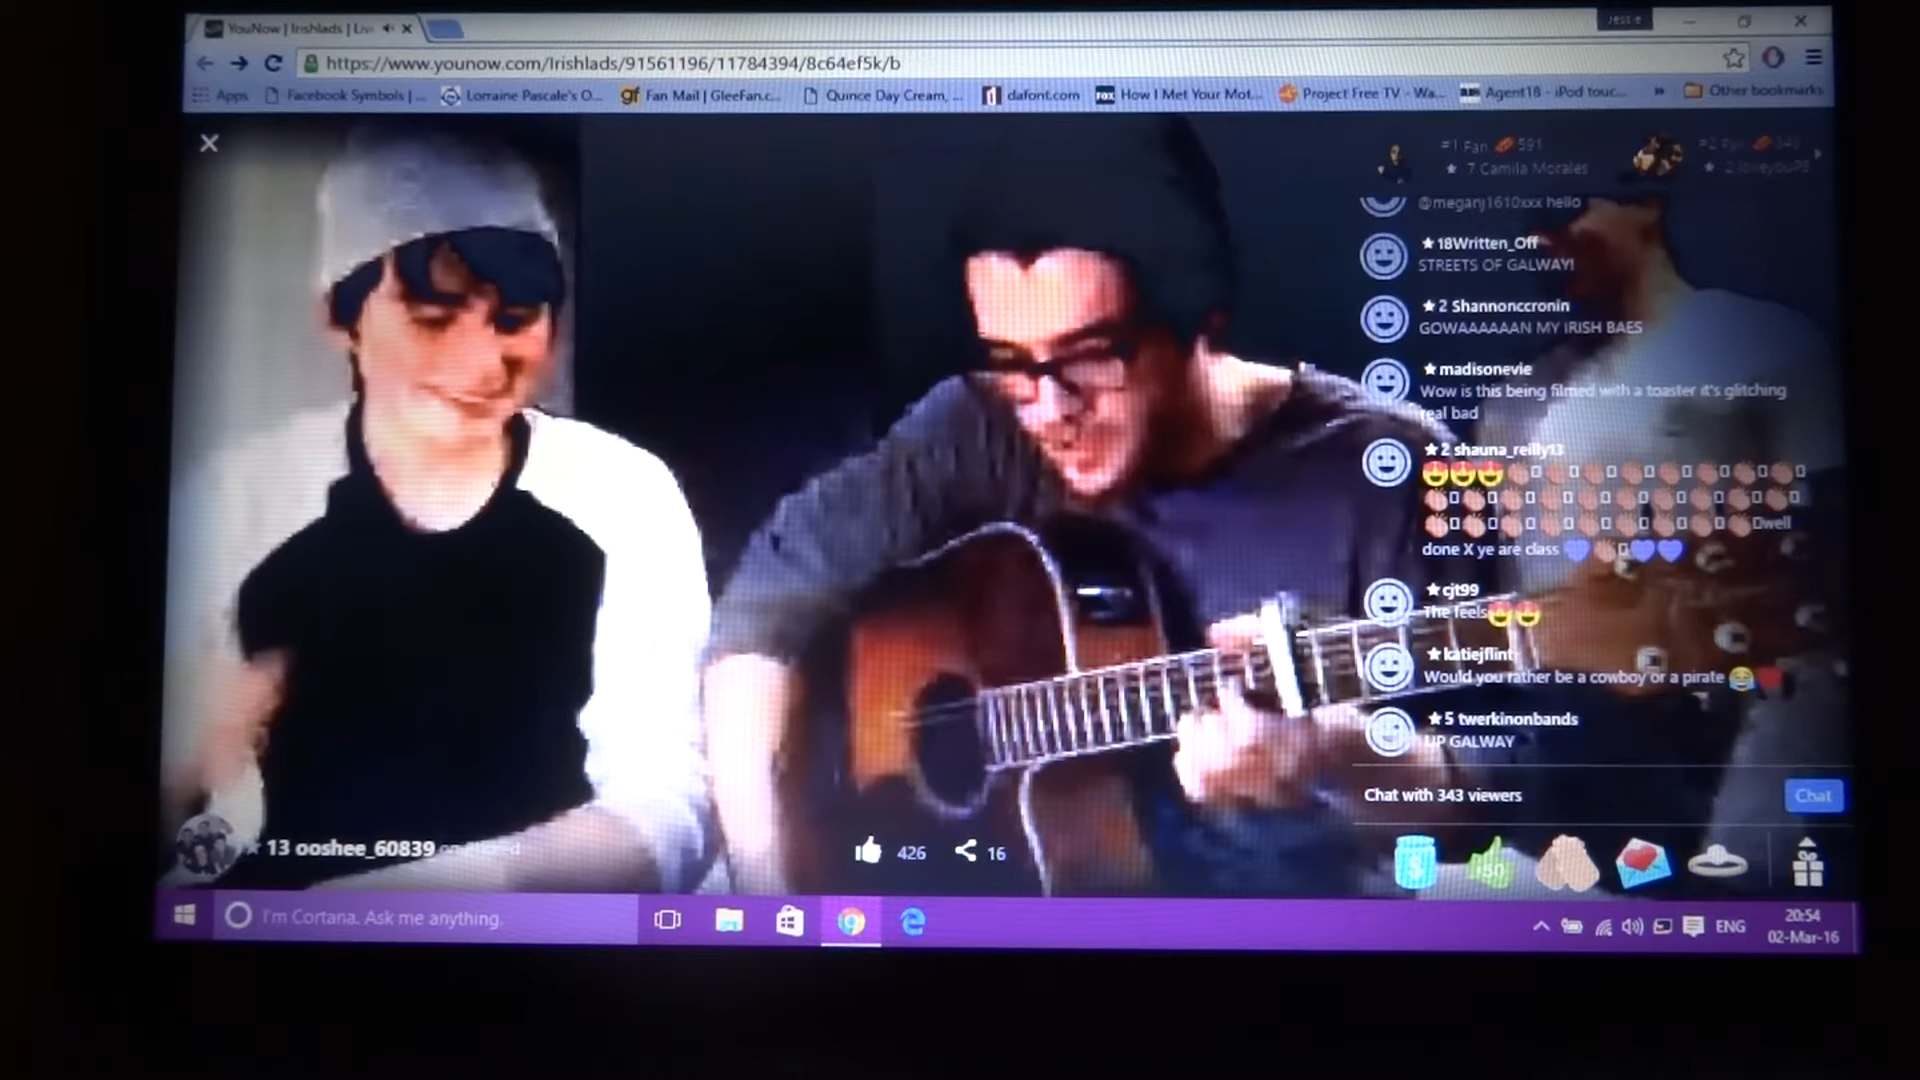 YouNow | Irishlads | Liv
Jessie
https://www.younow.com/Irishlads/91561196/11784394/8c64ef5k/b
Apps
Facebook Symbols | ...
Lorraine Pascale's O...
gf Fan Mail | GleeFan.c...
Quince Day Cream, ...
d dafont.com
FOX How I Met Your Mot...
Project Free TV - Wa...
Agent18 - iPod touc...
»
Other bookmarks
=1 Fan 591
★ 7 Camila Morales
@meganj1610xxx hello
★18Written_Off
STREETS OF GALWAY!
★2 Shannonccronin
GOWAAAAAAN MY IRISH BAES
★madisonevie
Wow is this being filmed with a toaster it's glitching
real bad
★2 shauna_reilly13
😍😍😍👏👏👏👏👏👏👏👏
👏👏👏👏👏👏👏👏👏👏
👏👏👏👏👏👏👏👏👏well
done X ye are class 💙👏💙💙
★cjt99
The feels😍😍
★katiejflint
Would you rather be a cowboy or a pirate 😂❤
★5 twerkinonbands
UP GALWAY
Chat with 343 viewers
Chat
★ 13 ooshee_60839
426
16
50
I'm Cortana. Ask me anything.
ENG
20:54
02-Mar-16